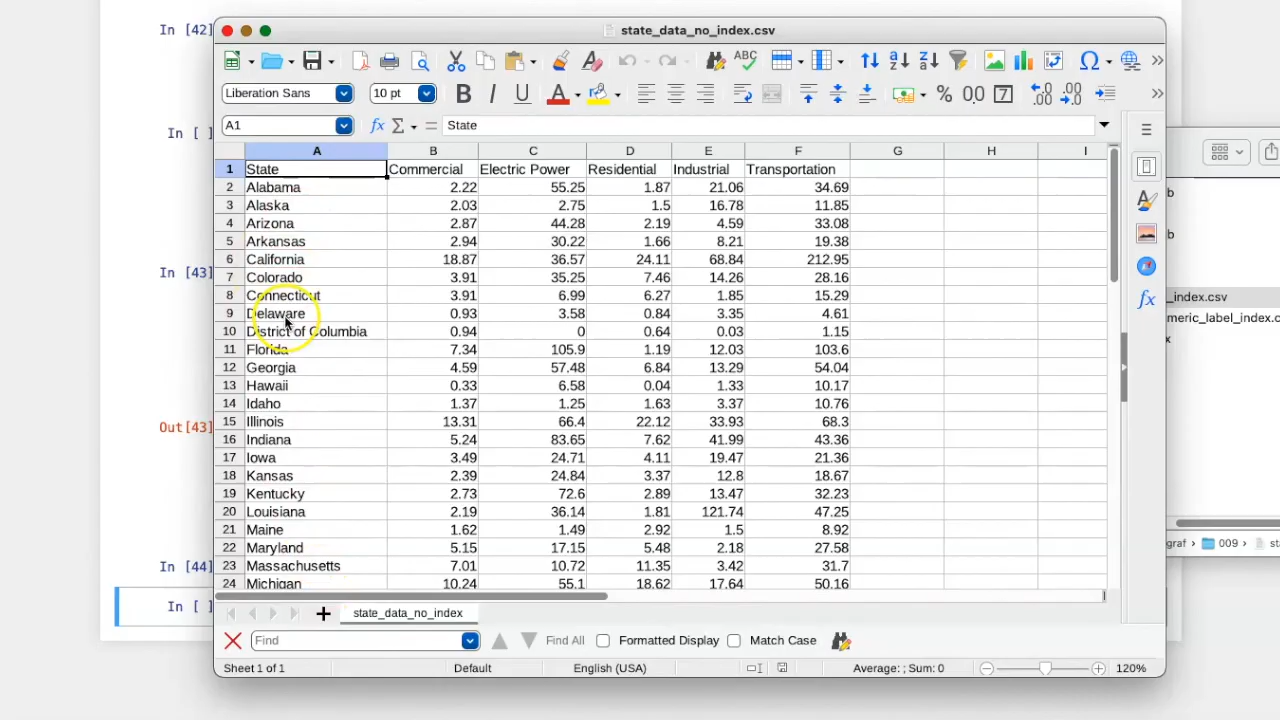 In [42]
In [ ]
In [43]
Out[43]
In [44]
In [ ]
state_data_no_index.csv
ABC
Liberation Sans
10 pt
B I U A
% 0.0 7
A1
fx Σ = State
A B C D E F G H I
1 State Commercial Electric Power Residential Industrial Transportation
2 Alabama 2.22 55.25 1.87 21.06 34.69
3 Alaska 2.03 2.75 1.5 16.78 11.85
4 Arizona 2.87 44.28 2.19 4.59 33.08
5 Arkansas 2.94 30.22 1.66 8.21 19.38
6 California 18.87 36.57 24.11 68.84 212.95
7 Colorado 3.91 35.25 7.46 14.26 28.16
8 Connecticut 3.91 6.99 6.27 1.85 15.29
9 Delaware 0.93 3.58 0.84 3.35 4.61
10 District of Columbia 0.94 0 0.64 0.03 1.15
11 Florida 7.34 105.9 1.19 12.03 103.6
12 Georgia 4.59 57.48 6.84 13.29 54.04
13 Hawaii 0.33 6.58 0.04 1.33 10.17
14 Idaho 1.37 1.25 1.63 3.37 10.76
15 Illinois 13.31 66.4 22.12 33.93 68.3
16 Indiana 5.24 83.65 7.62 41.99 43.36
17 Iowa 3.49 24.71 4.11 19.47 21.36
18 Kansas 2.39 24.84 3.37 12.8 18.67
19 Kentucky 2.73 72.6 2.89 13.47 32.23
20 Louisiana 2.19 36.14 1.81 121.74 47.25
21 Maine 1.62 1.49 2.92 1.5 8.92
22 Maryland 5.15 17.15 5.48 2.18 27.58
23 Massachusetts 7.01 10.72 11.35 3.42 31.7
24 Michigan 10.24 55.1 18.62 17.64 50.16
state_data_no_index
Find Find All Formatted Display Match Case
Sheet 1 of 1 Default English (USA) Average: ; Sum: 0 120%
b
b
_index.csv
meric_label_index.c
x
graf › 009 › st